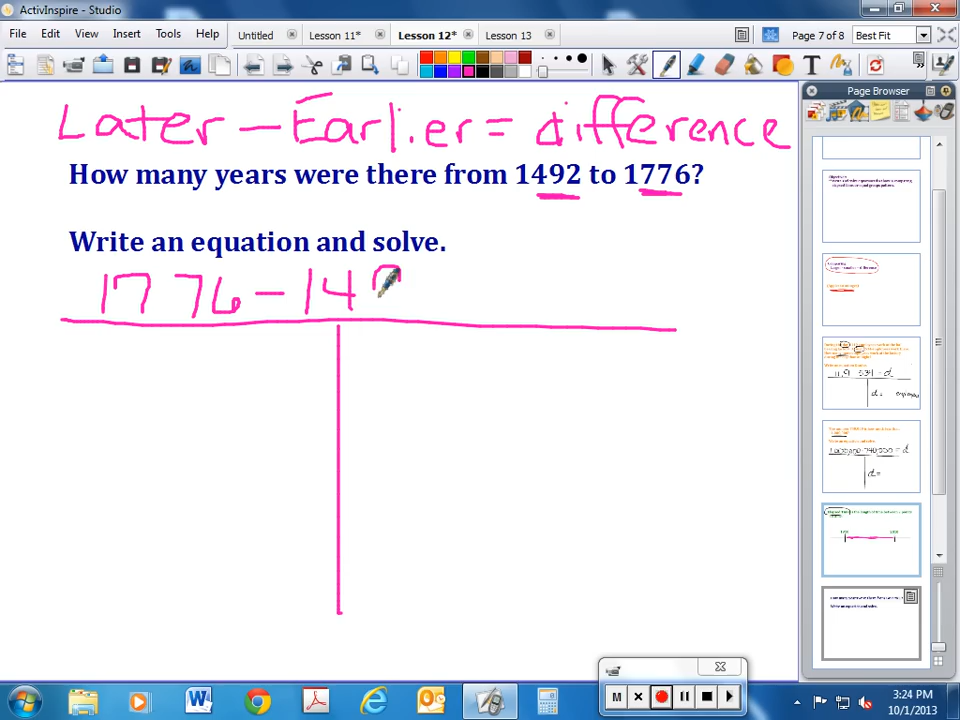 ActivInspire - Studio
File Edit View Insert Tools Help Untitled Lesson 11* Lesson 12* Lesson 13 Page 7 of 8 Best Fit
Page Browser
Later - Earlier = difference
How many years were there from 1492 to 1776?
Write an equation and solve.
1776 - 14
M
3:24 PM
10/1/2013